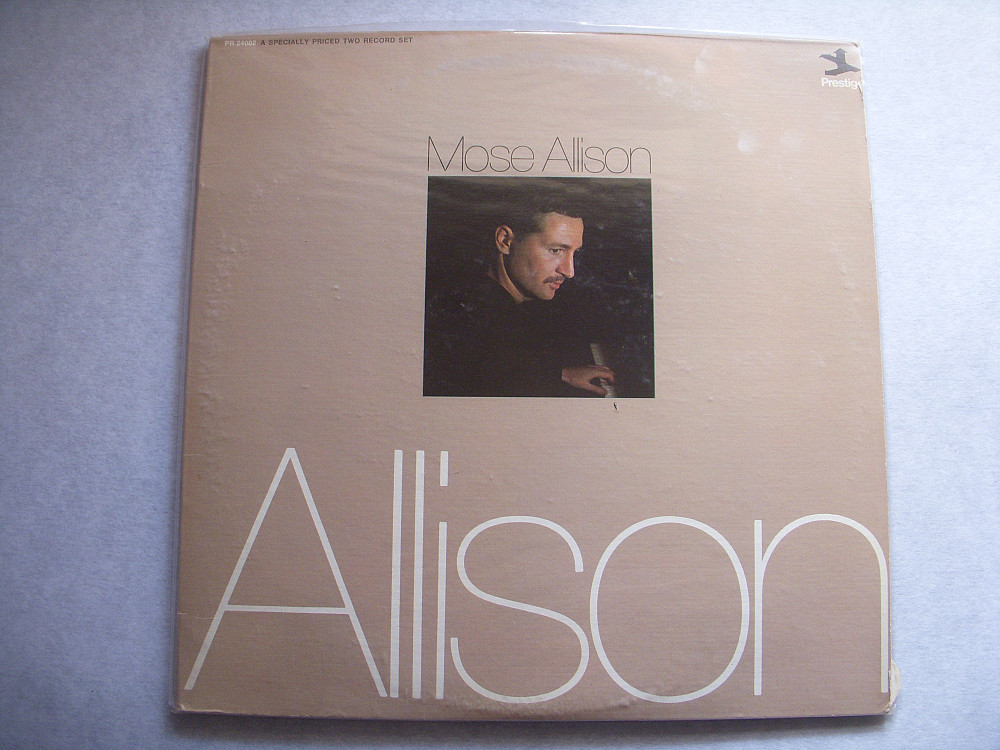 PR 24002 A SPECIALLY PRICED TWO RECORD SET
Prestige
Mose Allison
Allison